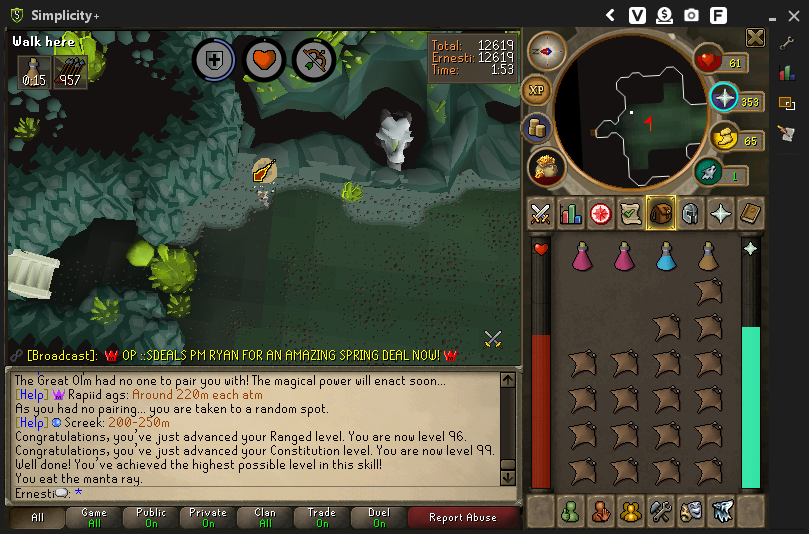 Simplicity+
Walk here
0:15
957
Total: 12619
Ernesti: 12619
Time: 1:53
N
61
XP
353
65
1
[Broadcast]: OP ::SDEALS PM RYAN FOR AN AMAZING SPRING DEAL NOW!
The Great Olm had no one to pair you with! The magical power will enact soon...
[Help] Rapiid ags: Around 220m each atm
As you had no pairing... you are taken to a random spot.
[Help] Screek: 200-250m
Congratulations, you've just advanced your Ranged level. You are now level 96.
Congratulations, you've just advanced your Constitution level. You are now level 99.
Well done! You've achieved the highest possible level in this skill!
You eat the manta ray.
Ernesti: *
All
Game
All
Public
On
Private
On
Clan
All
Trade
On
Duel
On
Report Abuse